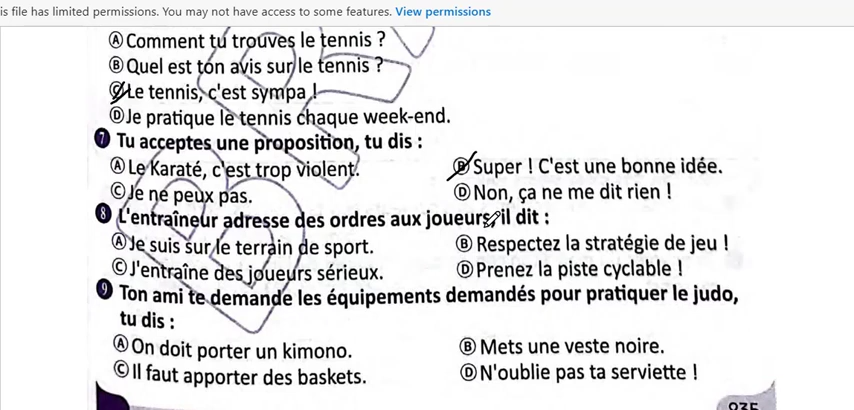 is file has limited permissions. You may not have access to some features. View permissions
Ⓐ Comment tu trouves le tennis ?
Ⓑ Quel est ton avis sur le tennis ?
Ⓒ Le tennis, c'est sympa !
Ⓓ Je pratique le tennis chaque week-end.
7 Tu acceptes une proposition, tu dis :
Ⓐ Le Karaté, c'est trop violent. Ⓑ Super ! C'est une bonne idée.
Ⓒ Je ne peux pas. Ⓓ Non, ça ne me dit rien !
8 L'entraîneur adresse des ordres aux joueurs, il dit :
Ⓐ Je suis sur le terrain de sport. Ⓑ Respectez la stratégie de jeu !
Ⓒ J'entraîne des joueurs sérieux. Ⓓ Prenez la piste cyclable !
9 Ton ami te demande les équipements demandés pour pratiquer le judo,
tu dis :
Ⓐ On doit porter un kimono. Ⓑ Mets une veste noire.
Ⓒ Il faut apporter des baskets. Ⓓ N'oublie pas ta serviette !